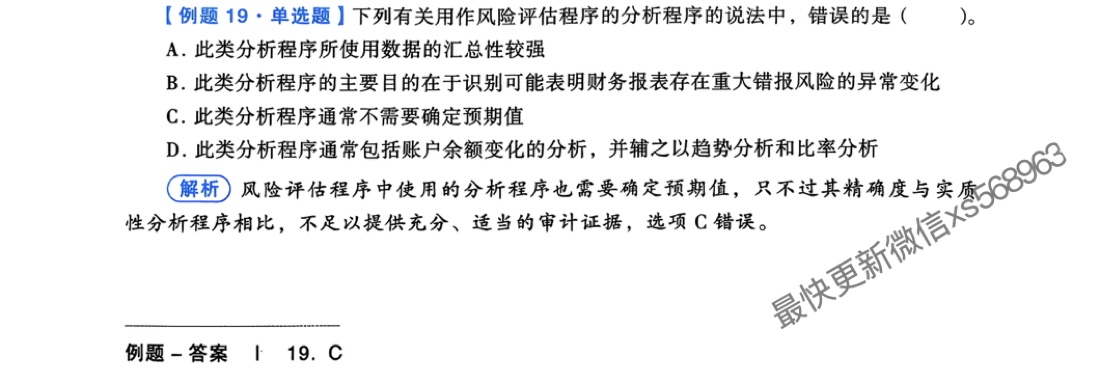 【例题 19·单选题】下列有关用作风险评估程序的分析程序的说法中，错误的是（　　）。
A. 此类分析程序所使用数据的汇总性较强
B. 此类分析程序的主要目的在于识别可能表明财务报表存在重大错报风险的异常变化
C. 此类分析程序通常不需要确定预期值
D. 此类分析程序通常包括账户余额变化的分析，并辅之以趋势分析和比率分析
解析 风险评估程序中使用的分析程序也需要确定预期值，只不过其精确度与实质
性分析程序相比，不足以提供充分、适当的审计证据，选项 C 错误。
最快更新微信xs568963
例题 – 答案 | 19. C